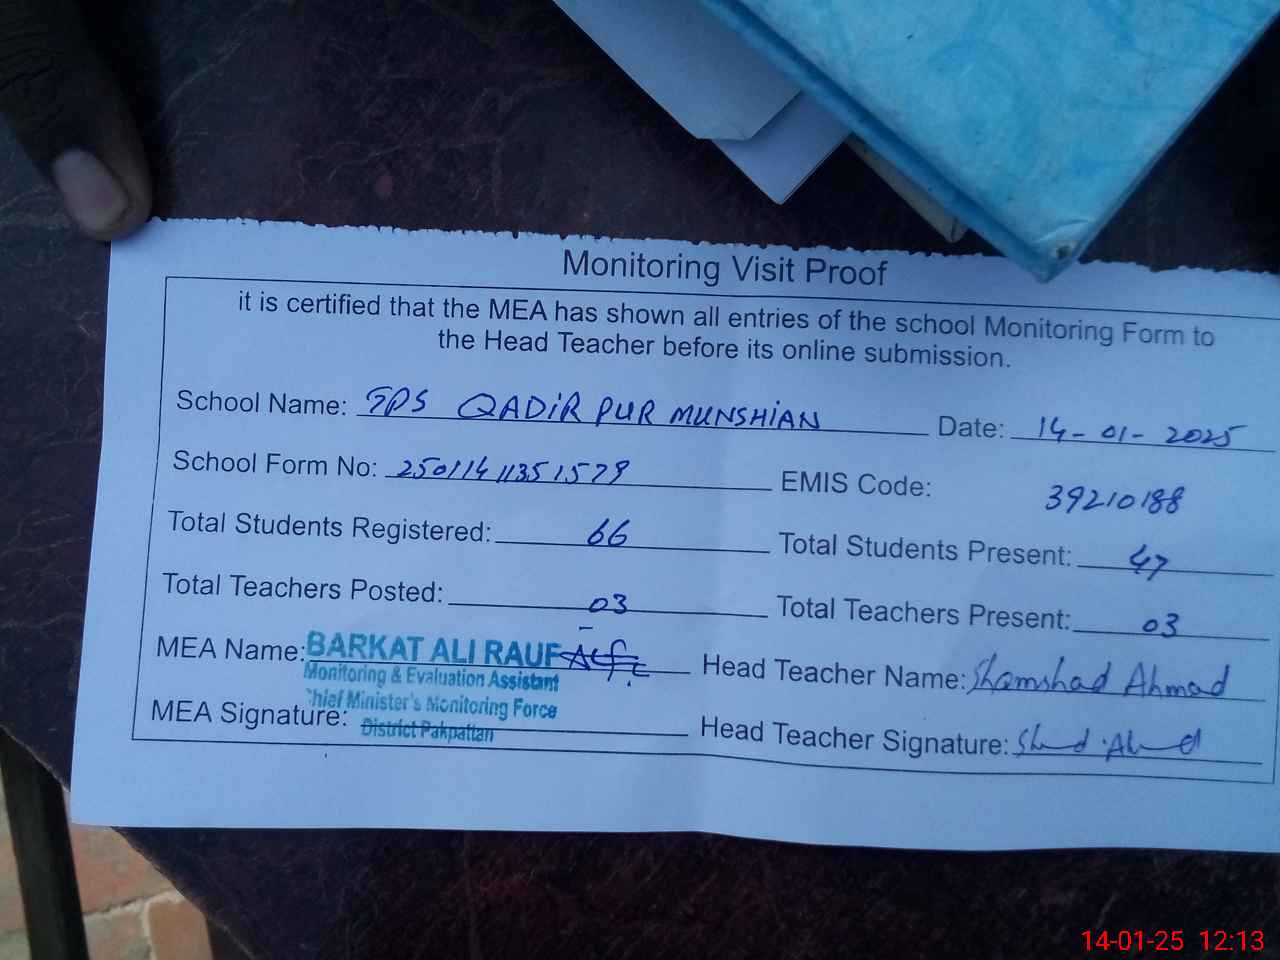 Monitoring Visit Proof
it is certified that the MEA has shown all entries of the school Monitoring Form to
the Head Teacher before its online submission.
School Name: GPS QADIR PUR MUNSHIAN Date: 14-01-2025
School Form No: 25011411351579 EMIS Code: 39210188
Total Students Registered: 66 Total Students Present: 47
Total Teachers Posted: 03 Total Teachers Present: 03
MEA Name: BARKAT ALI RAUF Head Teacher Name: Shamshad Ahmad
Monitoring & Evaluation Assistant
Chief Minister's Monitoring Force
MEA Signature: District Pakpattan Head Teacher Signature:
14-01-25 12:13